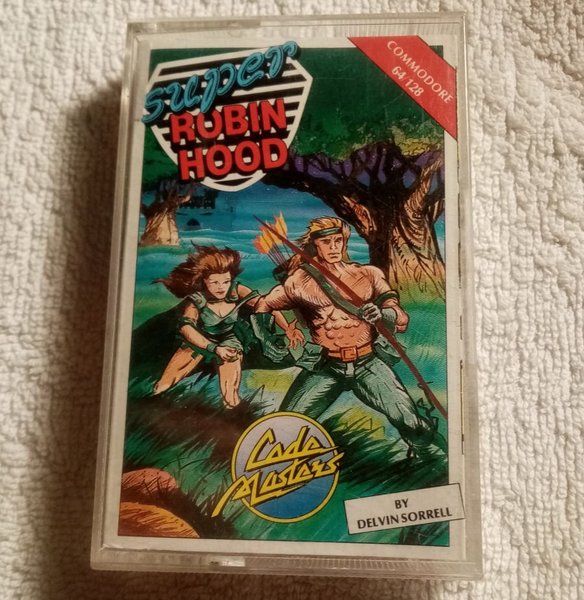 super
ROBIN
HOOD
COMMODORE
64/128
Code
Masters
BY
DELVIN SORRELL